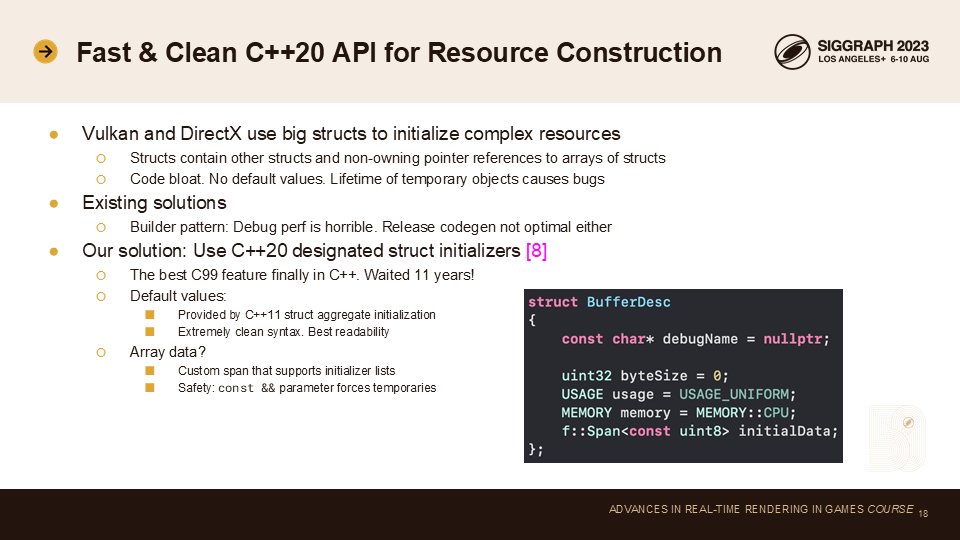 Fast & Clean C++20 API for Resource Construction
SIGGRAPH 2023
LOS ANGELES+ 6-10 AUG
Vulkan and DirectX use big structs to initialize complex resources
Structs contain other structs and non-owning pointer references to arrays of structs
Code bloat. No default values. Lifetime of temporary objects causes bugs
Existing solutions
Builder pattern: Debug perf is horrible. Release codegen not optimal either
Our solution: Use C++20 designated struct initializers [8]
The best C99 feature finally in C++. Waited 11 years!
Default values:
Provided by C++11 struct aggregate initialization
Extremely clean syntax. Best readability
Array data?
Custom span that supports initializer lists
Safety: const && parameter forces temporaries
struct BufferDesc
{
const char* debugName = nullptr;
uint32 byteSize = 0;
USAGE usage = USAGE_UNIFORM;
MEMORY memory = MEMORY::CPU;
f::Span<const uint8> initialData;
};
ADVANCES IN REAL-TIME RENDERING IN GAMES COURSE 18